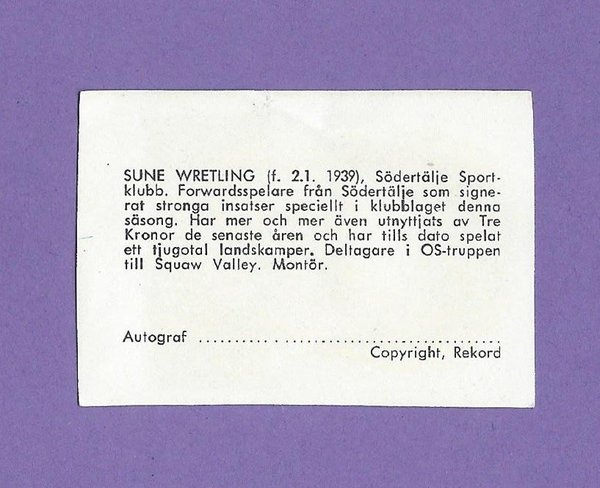 SUNE WRETLING (f. 2.1. 1939), Södertälje Sport-
klubb. Forwardsspelare från Södertälje som signe-
rat stronga insatser speciellt i klubblaget denna
säsong. Har mer och mer även utnyttjats av Tre
Kronor de senaste åren och har tills dato spelat
ett tjugotal landskamper. Deltagare i OS-truppen
till Squaw Valley. Montör.
Autograf ................................................
Copyright, Rekord